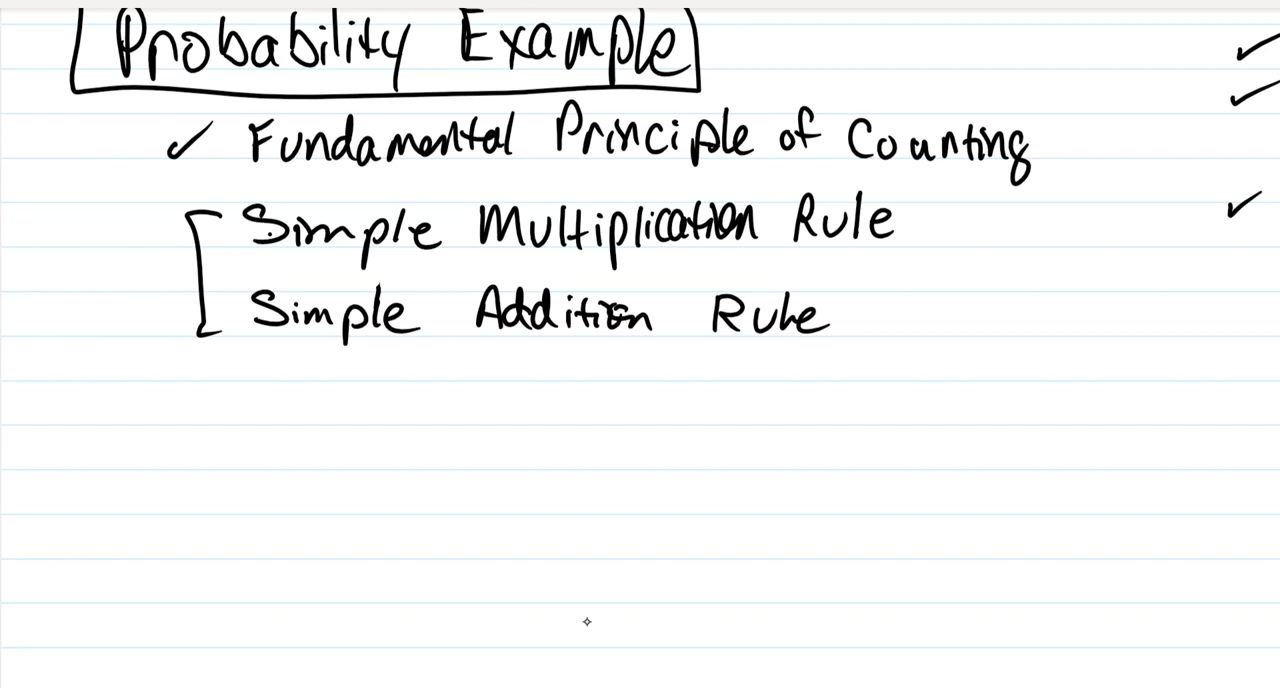 Probability Example
✓ Fundamental Principle of Counting
Simple Multiplication Rule
Simple Addition Rule